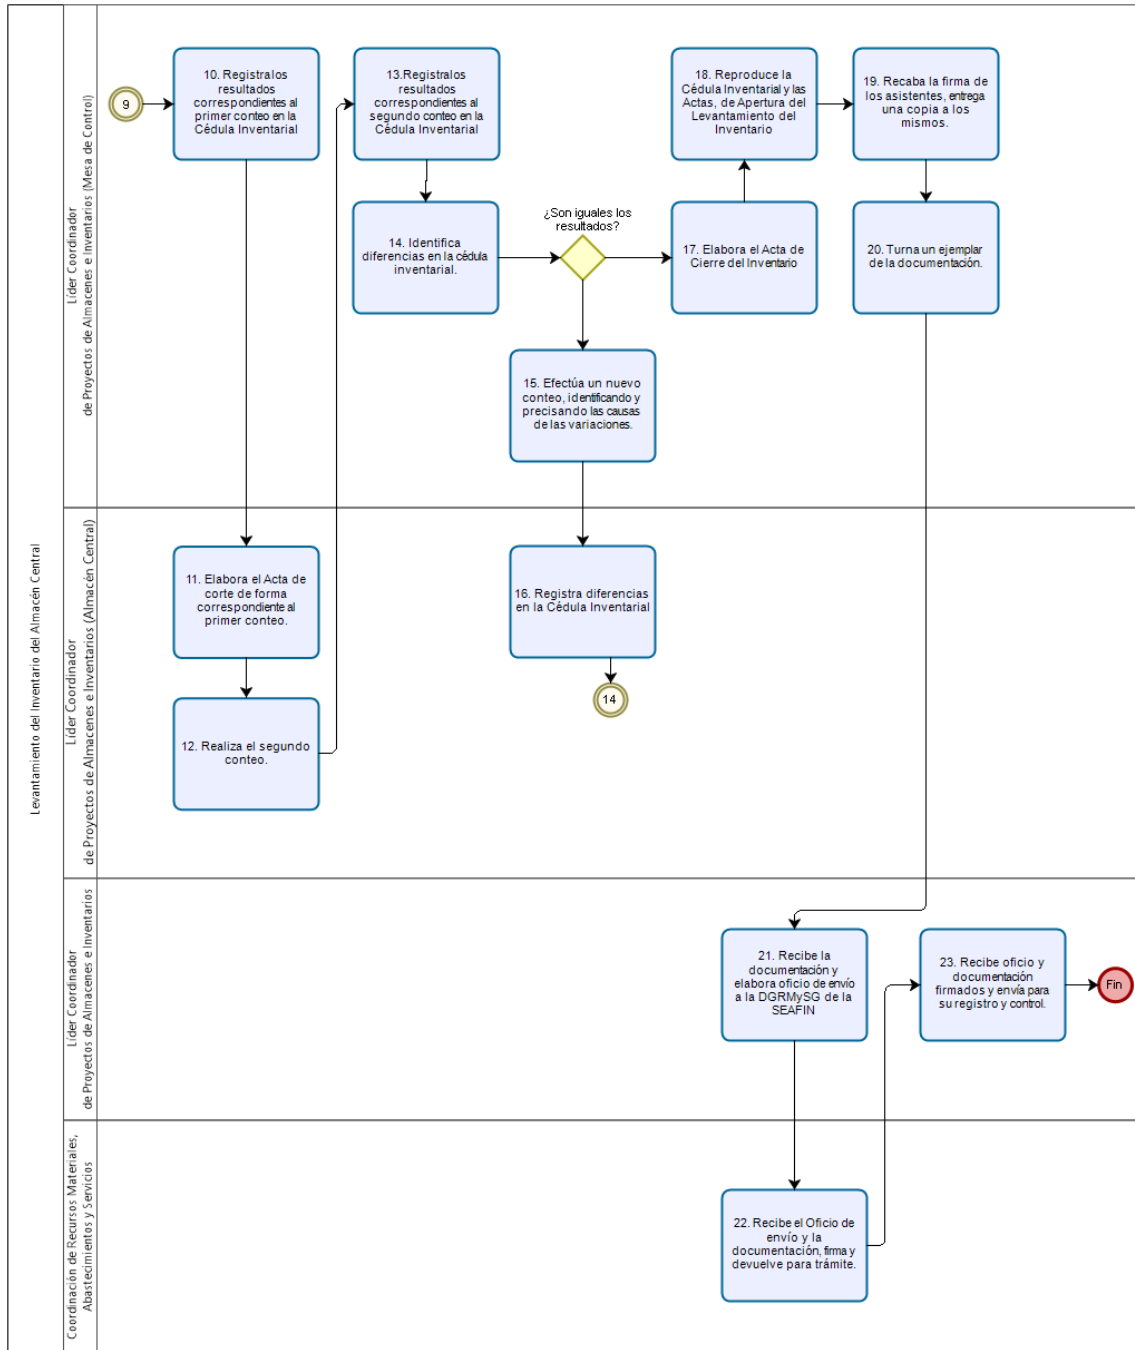 Levantamiento del Inventario del Almacén Central
Líder Coordinador
de Proyectos de Almacenes e Inventarios (Mesa de Control)
9
10. Registralos
resultados
correspondientes al
primer conteo en la
Cédula Inventarial
13.Registralos
resultados
correspondientes al
segundo conteo en la
Cédula Inventarial
18. Reproduce la
Cédula Inventarial y las
Actas, de Apertura del
Levantamiento del
Inventario
19. Recaba la firma de
los asistentes, entrega
una copia a los
mismos.
14. Identifica
diferencias en la cédula
inventarial.
¿Son iguales los
resultados?
17. Elabora el Acta de
Cierre del Inventario
20. Turna un ejemplar
de la documentación.
15. Efectúa un nuevo
conteo, identificando y
precisando las causas
de las variaciones.
Líder Coordinador
de Proyectos de Almacenes e Inventarios (Almacén Central)
11. Elabora el Acta de
corte de forma
correspondiente al
primer conteo.
16. Registra diferencias
en la Cédula Inventarial
14
12. Realiza el segundo
conteo.
Líder Coordinador
de Proyectos de Almacenes e Inventarios
21. Recibe la
documentación y
elabora oficio de envío
a la DGRMySG de la
SEAFIN
23. Recibe oficio y
documentación
firmados y envía para
su registro y control.
Fin
Coordinación de Recursos Materiales,
Abastecimientos y Servicios
22. Recibe el Oficio de
envío y la
documentación, firma y
devuelve para trámite.